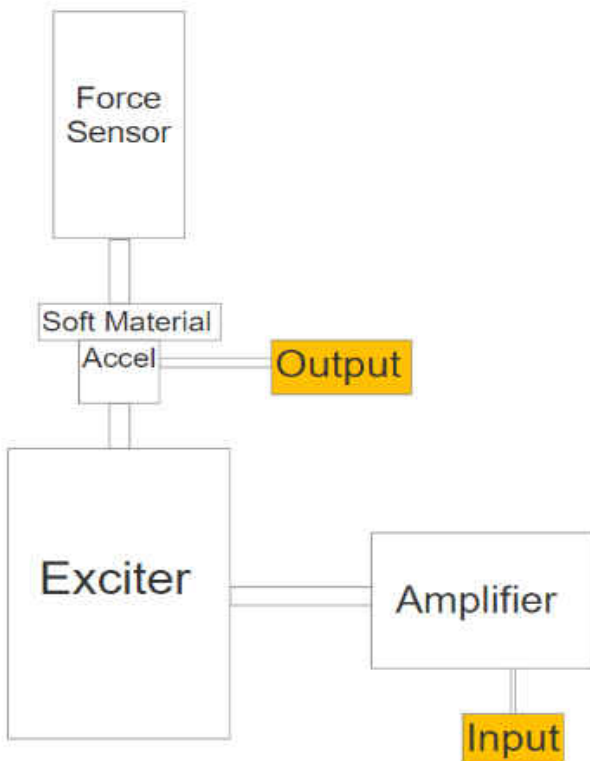 Force
Sensor
Soft Material
Accel
Output
Exciter
Amplifier
Input